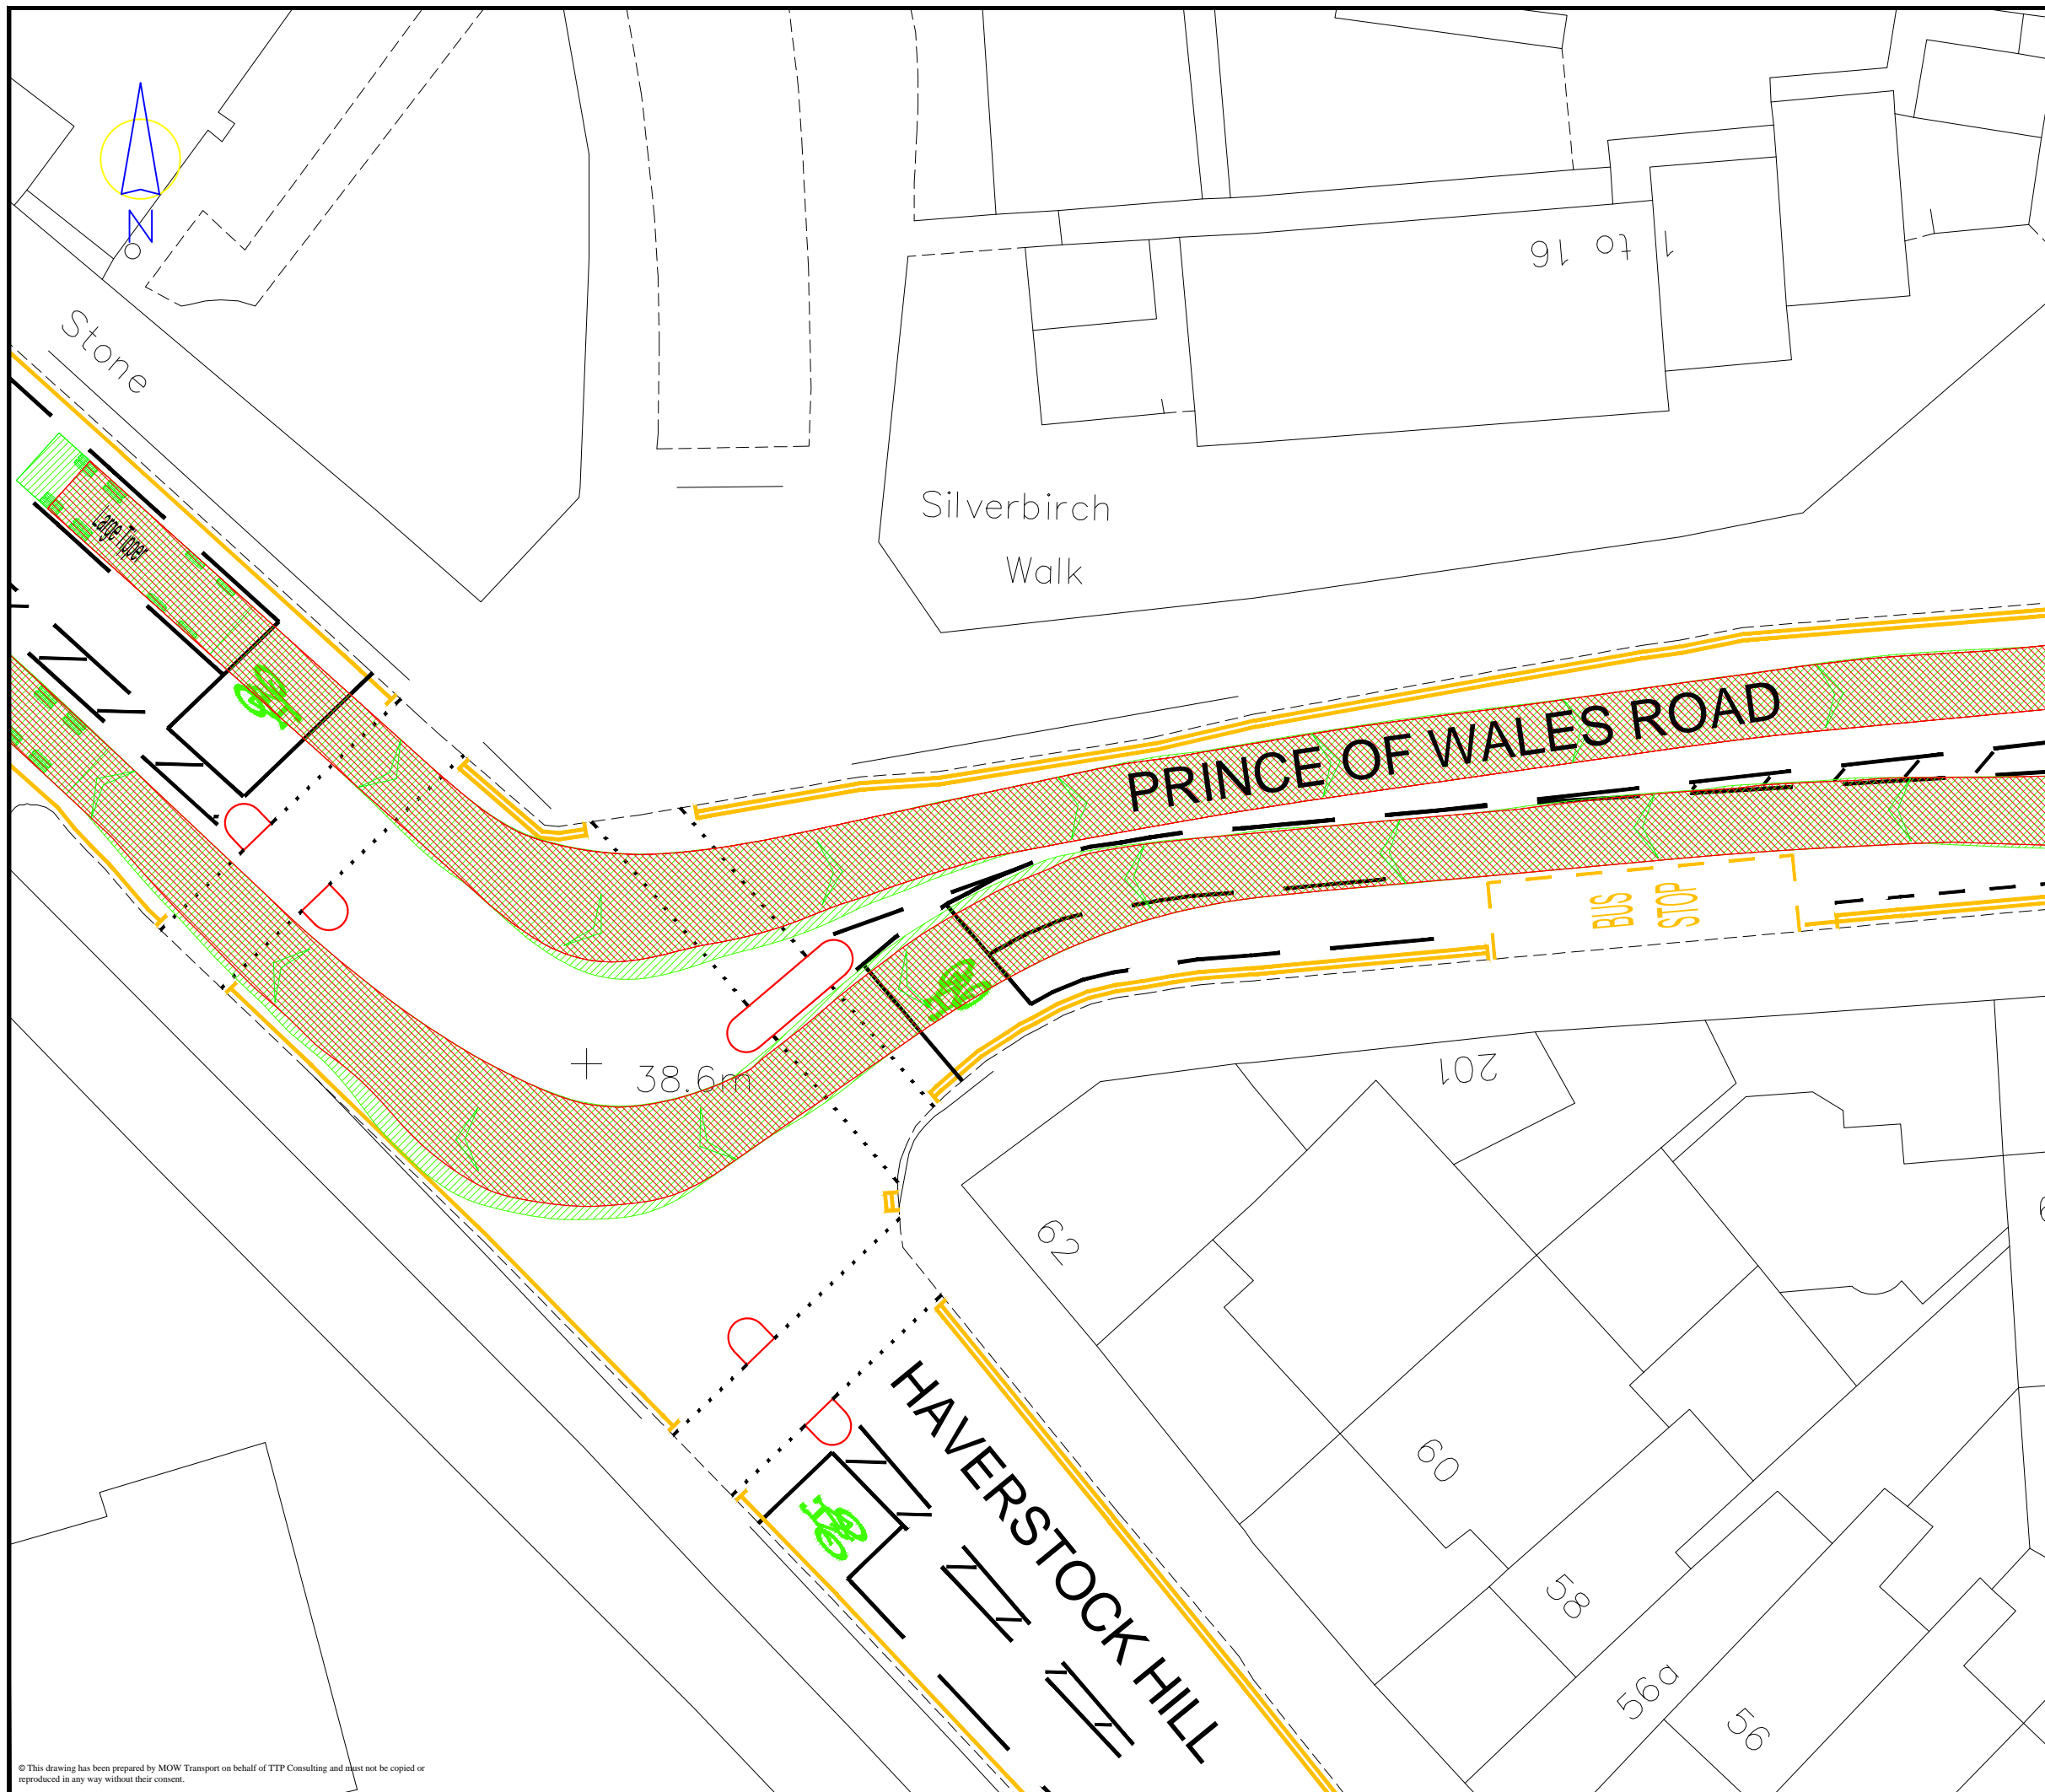 N
1 to 16
Stone
Large Tipper
Silverbirch
Walk
PRINCE OF WALES ROAD
BUS
STOP
38.6m
201
62
HAVERSTOCK HILL
60
58
56a
56
© This drawing has been prepared by MOW Transport on behalf of TTP Consulting and must not be copied or
reproduced in any way without their consent.